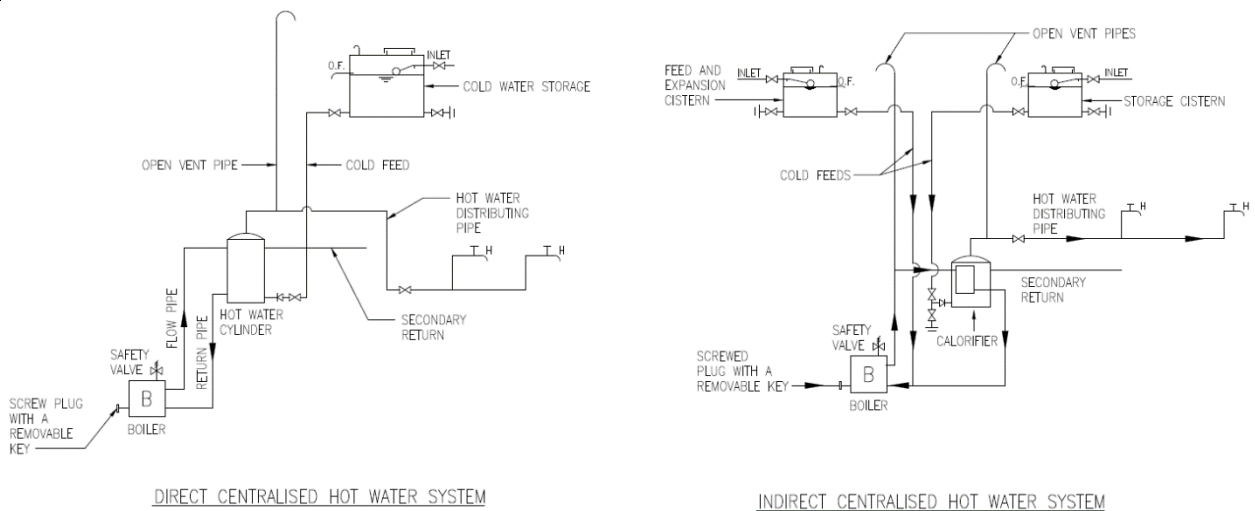 O.F.
INLET
COLD WATER STORAGE
OPEN VENT PIPE
COLD FEED
HOT WATER
DISTRIBUTING
PIPE
H
H
FLOW PIPE
RETURN PIPE
HOT WATER
CYLINDER
SECONDARY
RETURN
SAFETY
VALVE
B
BOILER
SCREW PLUG
WITH A
REMOVABLE
KEY
DIRECT CENTRALISED HOT WATER SYSTEM
OPEN VENT PIPES
FEED AND
EXPANSION
CISTERN
INLET
O.F.
O.F.
INLET
STORAGE CISTERN
COLD FEEDS
HOT WATER
DISTRIBUTING
PIPE
H
H
SECONDARY
RETURN
CALORIFIER
SAFETY
VALVE
SCREWED
PLUG WITH A
REMOVABLE KEY
B
BOILER
INDIRECT CENTRALISED HOT WATER SYSTEM